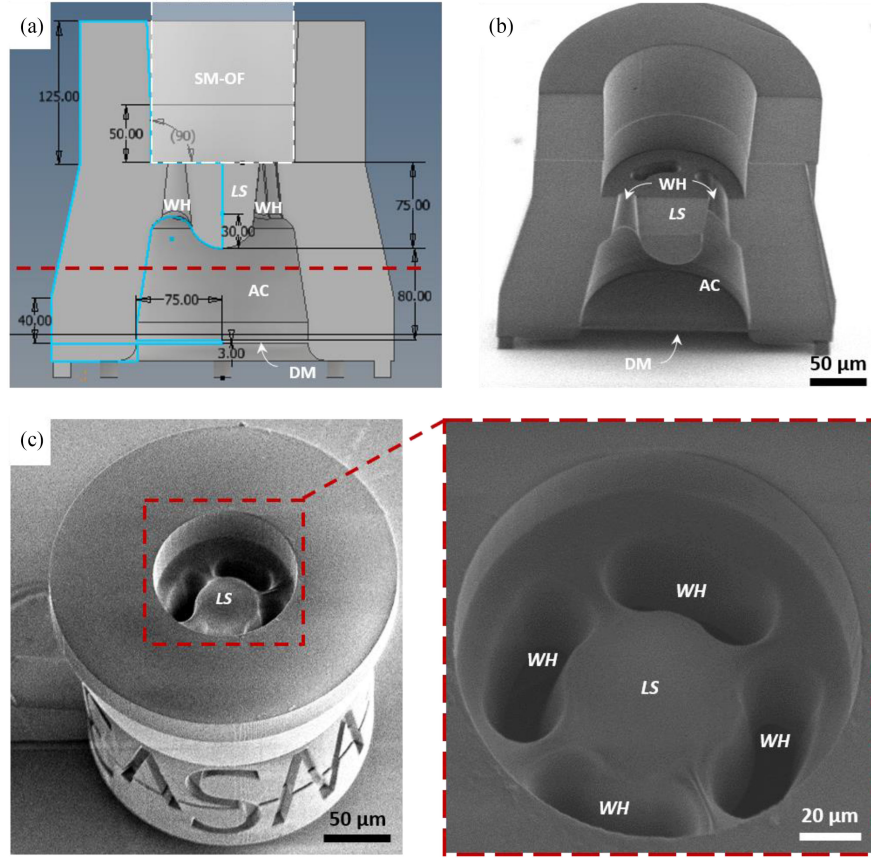 (a)
SM-OF
125.00
50.00
(90)
WH
LS
WH
30.00
75.00
AC
75.00
80.00
40.00
3.00
DM
(b)
WH
LS
AC
DM
50 µm
(c)
LS
ASM
50 µm
WH
WH
LS
WH
WH
20 µm